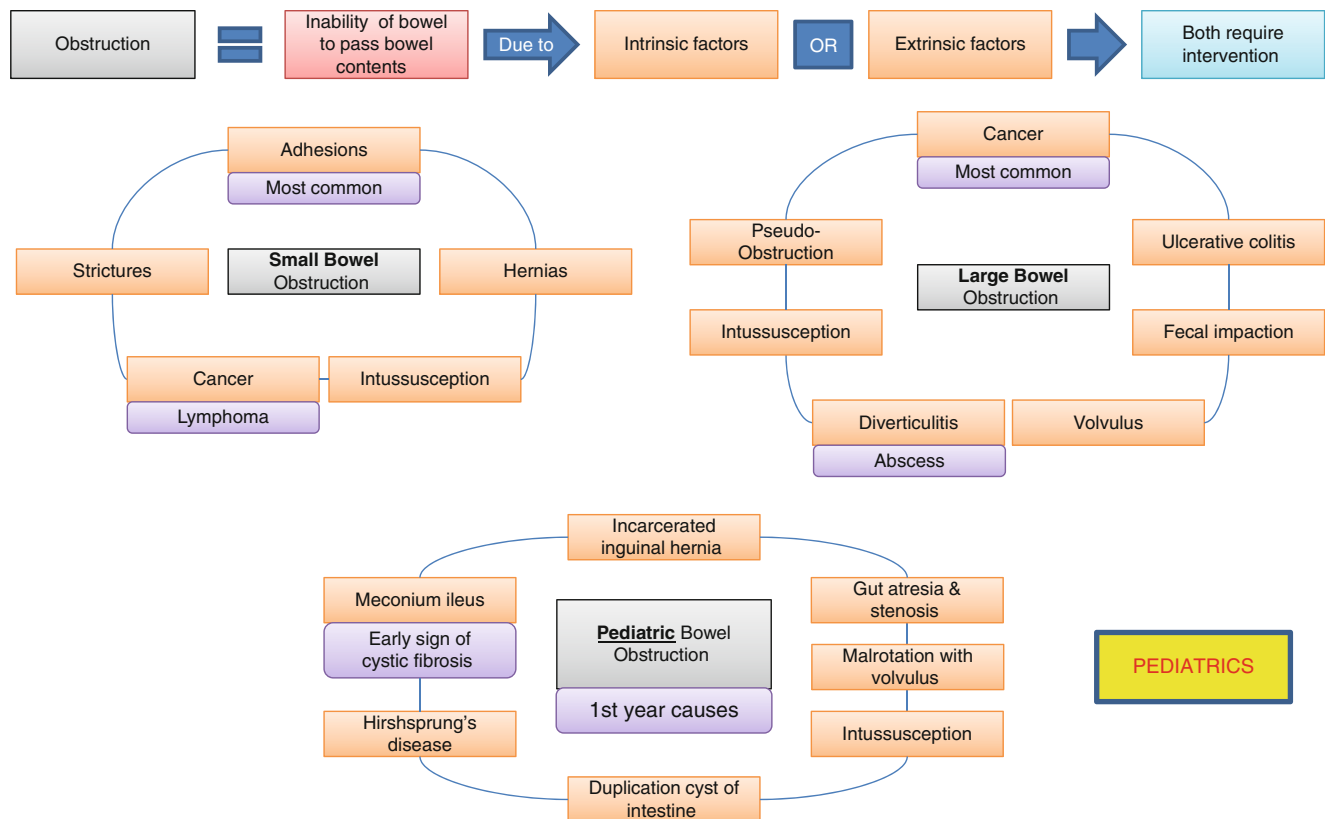 Obstruction
Inability of bowel
to pass bowel
contents
Due to
Intrinsic factors
OR
Extrinsic factors
Both require
intervention
Adhesions
Most common
Strictures
Small Bowel
Obstruction
Hernias
Cancer
Lymphoma
Intussusception
Cancer
Most common
Pseudo-
Obstruction
Ulcerative colitis
Large Bowel
Obstruction
Intussusception
Fecal impaction
Diverticulitis
Abscess
Volvulus
Incarcerated
inguinal hernia
Meconium ileus
Early sign of
cystic fibrosis
Pediatric Bowel
Obstruction
1st year causes
Gut atresia &
stenosis
Malrotation with
volvulus
Hirshsprung's
disease
Intussusception
Duplication cyst of
intestine
PEDIATRICS